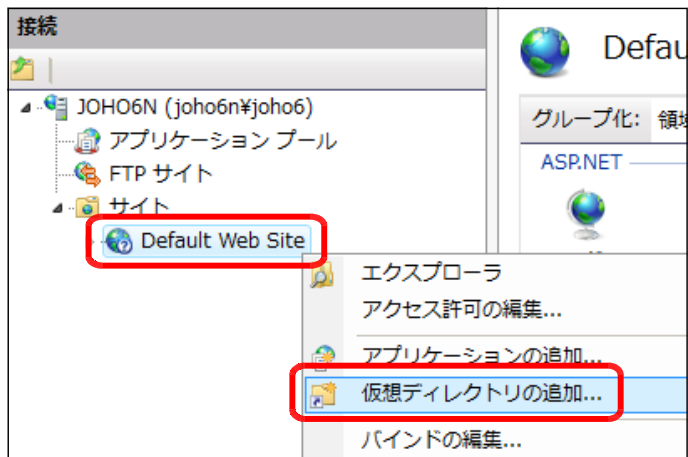 接続
Defau
JOHO6N (joho6n¥joho6)
グループ化: 領域
アプリケーション プール
ASP.NET
FTP サイト
サイト
Default Web Site
エクスプローラ
アクセス許可の編集...
アプリケーションの追加...
仮想ディレクトリの追加...
バインドの編集...